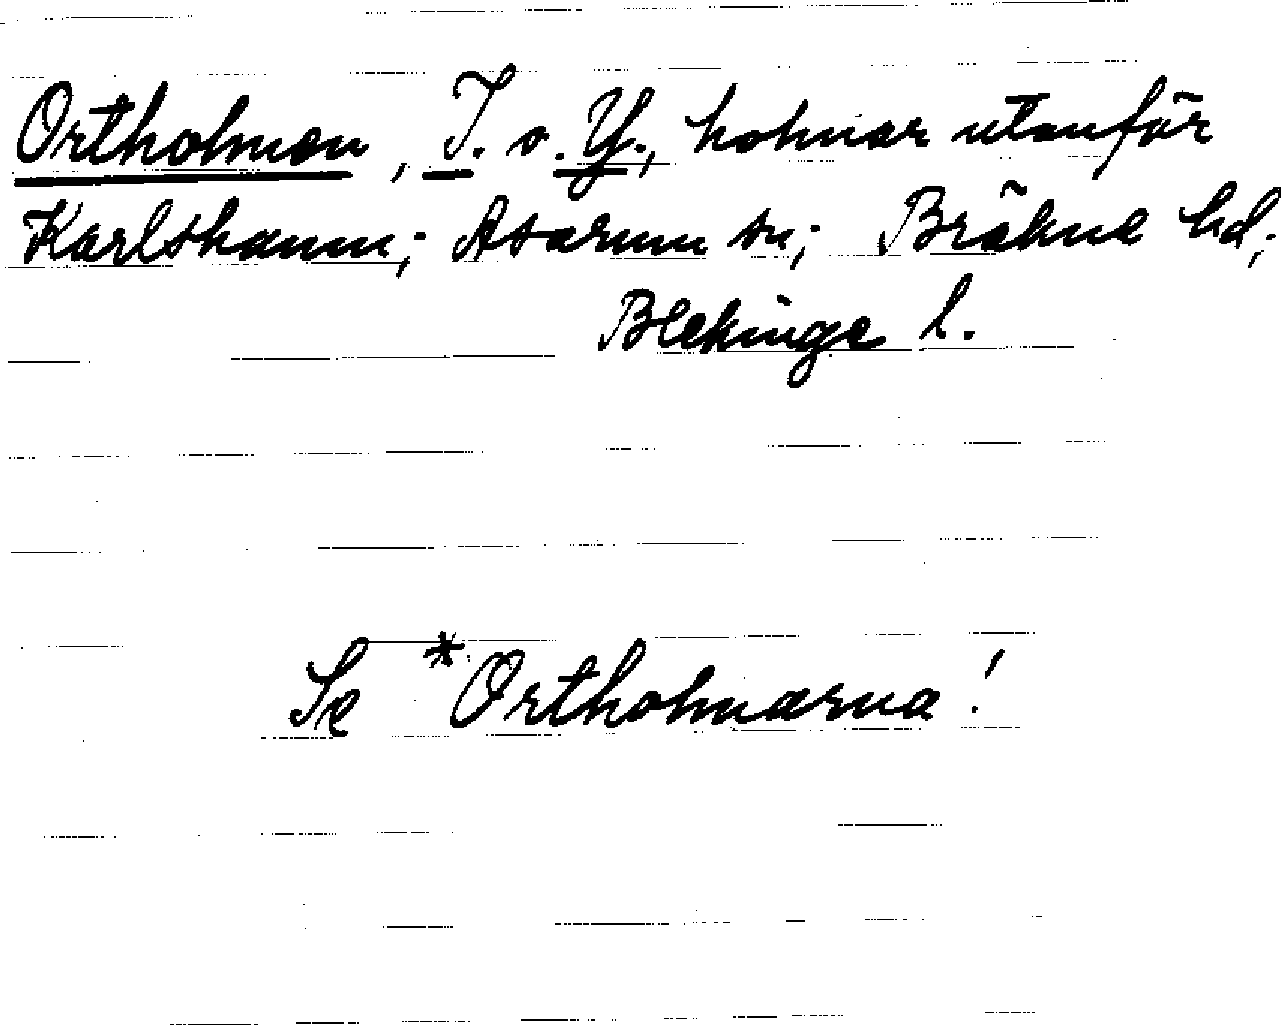 Ortholmen, I. o. Y., holmar utanför
Karlshamn; Asarum sn; Bräkne hd;
Blekinge l.
Se *Ortholmarna!